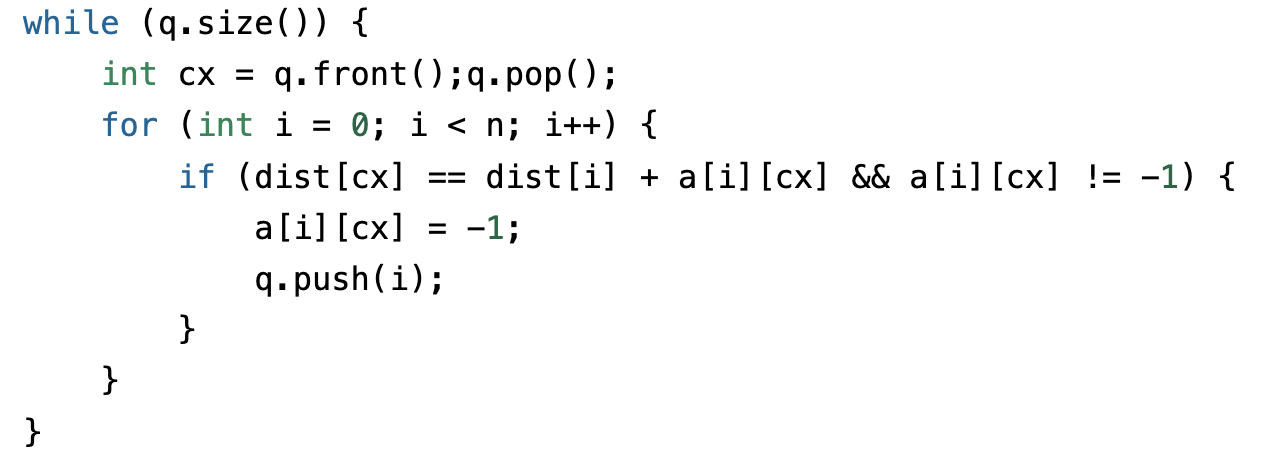 while (q.size()) {
int cx = q.front();q.pop();
for (int i = 0; i < n; i++) {
if (dist[cx] == dist[i] + a[i][cx] && a[i][cx] != -1) {
a[i][cx] = -1;
q.push(i);
}
}
}